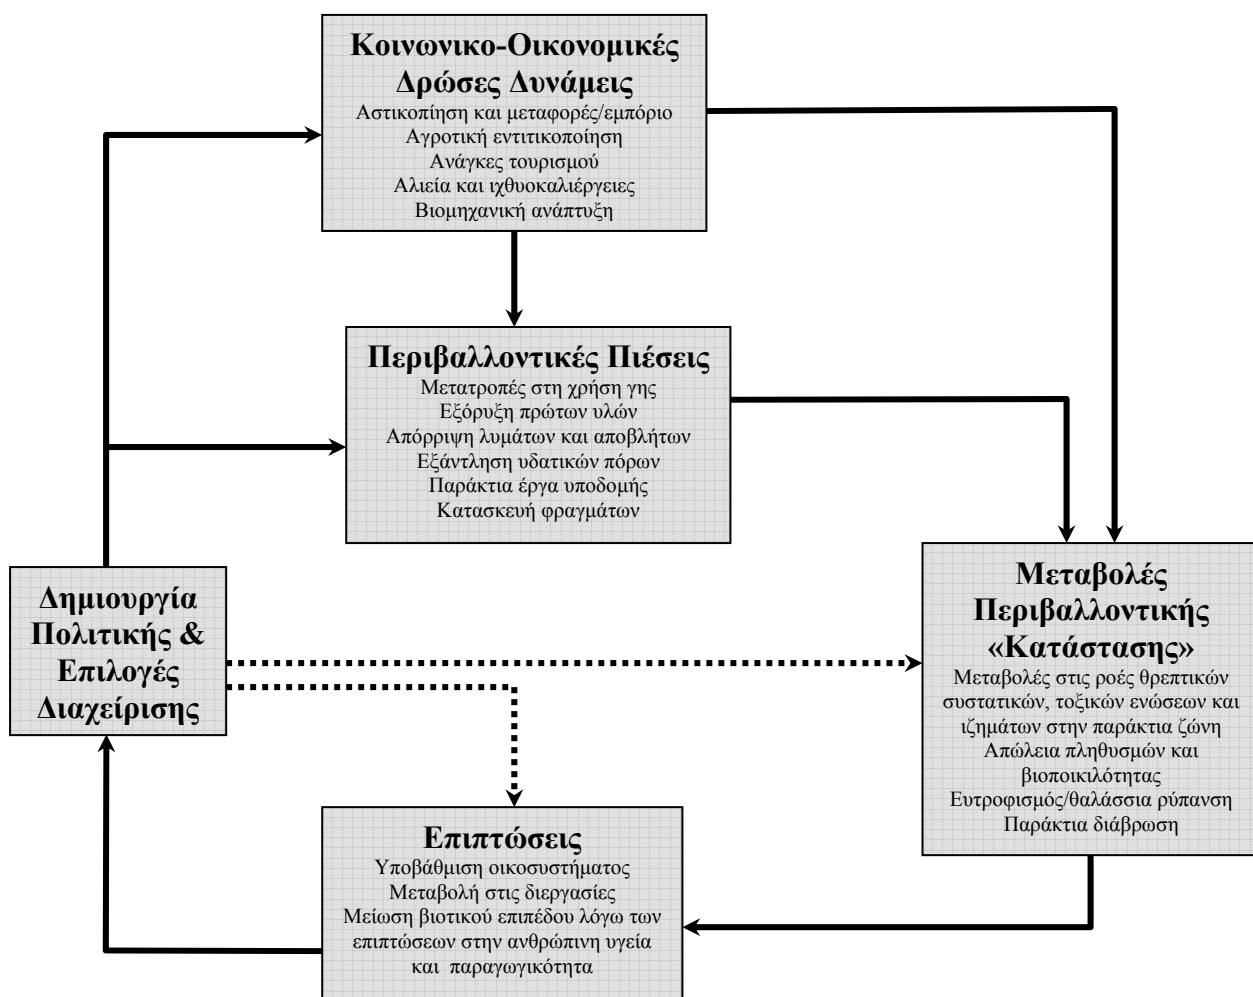 Κοινωνικο-Οικονομικές
Δρώσες Δυνάμεις
Αστικοπίηση και μεταφορές/εμπόριο
Αγροτική εντιτικοποίηση
Ανάγκες τουρισμού
Αλιεία και ιχθυοκαλιέργειες
Βιομηχανική ανάπτυξη
Περιβαλλοντικές Πιέσεις
Μετατροπές στη χρήση γης
Εξόρυξη πρώτων υλών
Απόρριψη λυμάτων και αποβλήτων
Εξάντληση υδατικών πόρων
Παράκτια έργα υποδομής
Κατασκευή φραγμάτων
Δημιουργία
Πολιτικής &
Επιλογές
Διαχείρισης
Μεταβολές
Περιβαλλοντικής
«Κατάστασης»
Μεταβολές στις ροές θρεπτικών
συστατικών, τοξικών ενώσεων και
ιζημάτων στην παράκτια ζώνη
Απώλεια πληθυσμών και
βιοποικιλότητας
Ευτροφισμός/θαλάσσια ρύπανση
Παράκτια διάβρωση
Επιπτώσεις
Υποβάθμιση οικοσυστήματος
Μεταβολή στις διεργασίες
Μείωση βιοτικού επιπέδου λόγω των
επιπτώσεων στην ανθρώπινη υγεία
και παραγωγικότητα